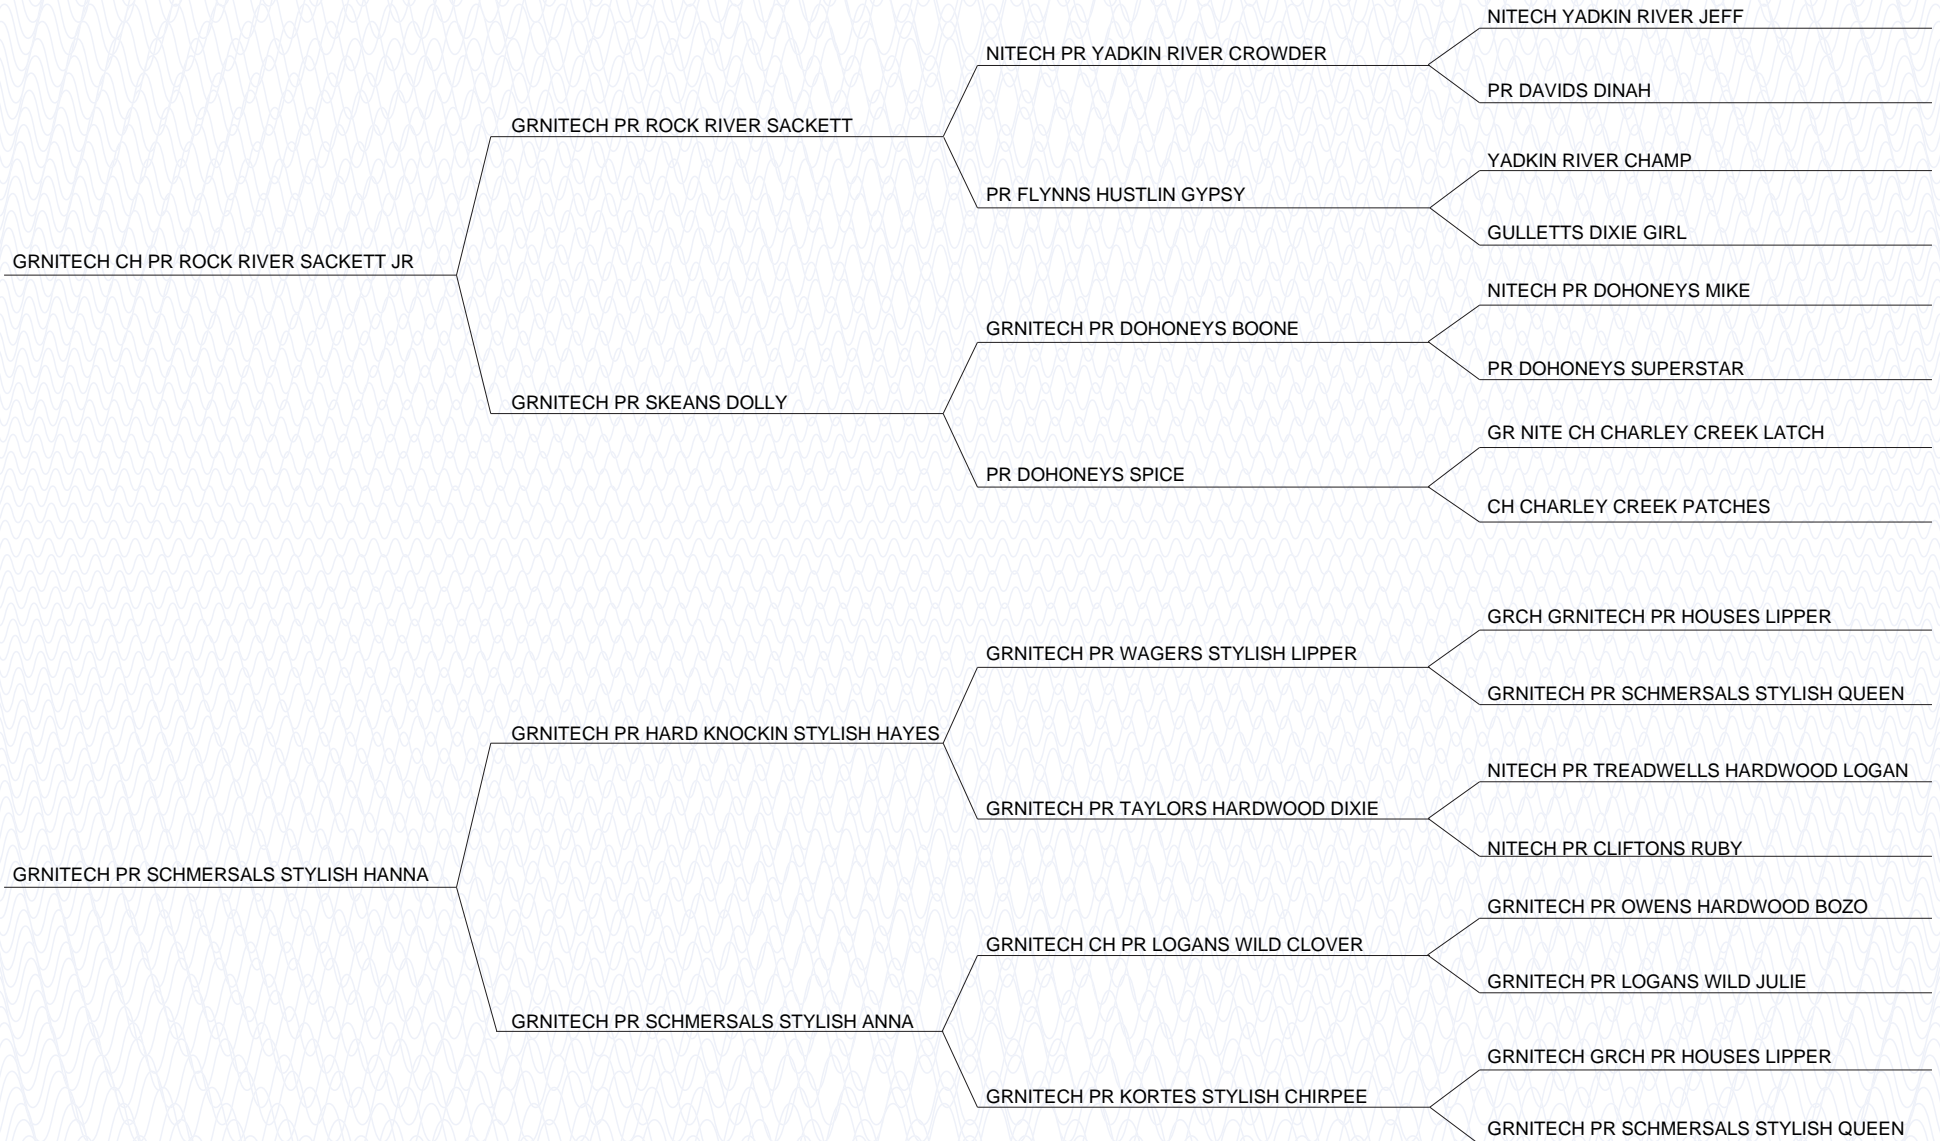 NITECH YADKIN RIVER JEFF
NITECH PR YADKIN RIVER CROWDER
PR DAVIDS DINAH
GRNITECH PR ROCK RIVER SACKETT
YADKIN RIVER CHAMP
PR FLYNNS HUSTLIN GYPSY
GULLETTS DIXIE GIRL
GRNITECH CH PR ROCK RIVER SACKETT JR
NITECH PR DOHONEYS MIKE
GRNITECH PR DOHONEYS BOONE
PR DOHONEYS SUPERSTAR
GRNITECH PR SKEANS DOLLY
GR NITE CH CHARLEY CREEK LATCH
PR DOHONEYS SPICE
CH CHARLEY CREEK PATCHES
GRCH GRNITECH PR HOUSES LIPPER
GRNITECH PR WAGERS STYLISH LIPPER
GRNITECH PR SCHMERSALS STYLISH QUEEN
GRNITECH PR HARD KNOCKIN STYLISH HAYES
NITECH PR TREADWELLS HARDWOOD LOGAN
GRNITECH PR TAYLORS HARDWOOD DIXIE
NITECH PR CLIFTONS RUBY
GRNITECH PR SCHMERSALS STYLISH HANNA
GRNITECH PR OWENS HARDWOOD BOZO
GRNITECH CH PR LOGANS WILD CLOVER
GRNITECH PR LOGANS WILD JULIE
GRNITECH PR SCHMERSALS STYLISH ANNA
GRNITECH GRCH PR HOUSES LIPPER
GRNITECH PR KORTES STYLISH CHIRPEE
GRNITECH PR SCHMERSALS STYLISH QUEEN